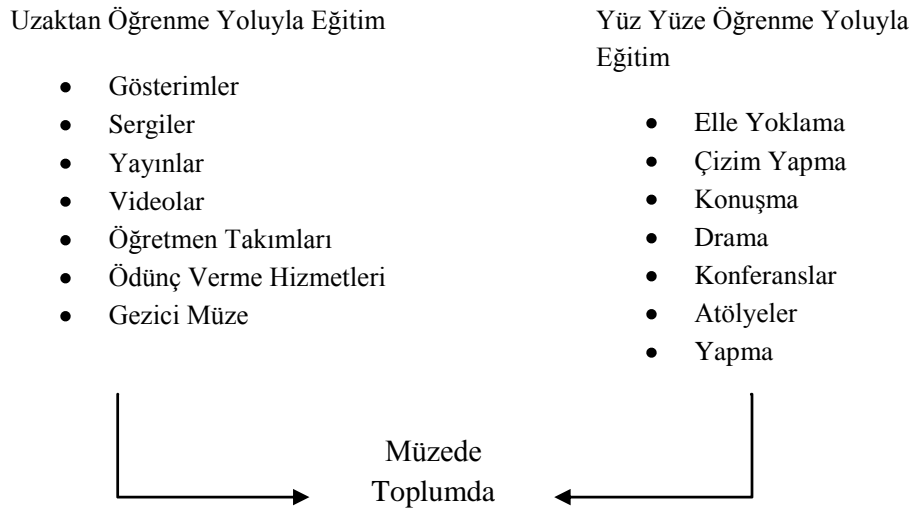 Uzaktan Öğrenme Yoluyla Eğitim
• Gösterimler
• Sergiler
• Yayınlar
• Videolar
• Öğretmen Takımları
• Ödünç Verme Hizmetleri
• Gezici Müze
Yüz Yüze Öğrenme Yoluyla
Eğitim
• Elle Yoklama
• Çizim Yapma
• Konuşma
• Drama
• Konferanslar
• Atölyeler
• Yapma
Müzede
Toplumda